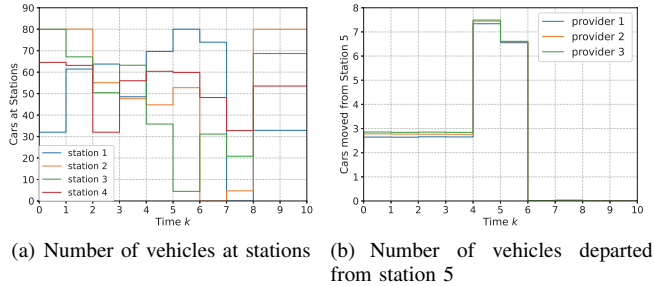 90
80
70
60
50
40
30
20
10
0
Cars at Stations
station 1
station 2
station 3
station 4
0 1 2 3 4 5 6 7 8 9 10
Time k
(a) Number of vehicles at stations
8
7
6
5
4
3
2
1
0
Cars moved from Station 5
provider 1
provider 2
provider 3
0 1 2 3 4 5 6 7 8 9 10
Time k
(b) Number of vehicles departed
from station 5